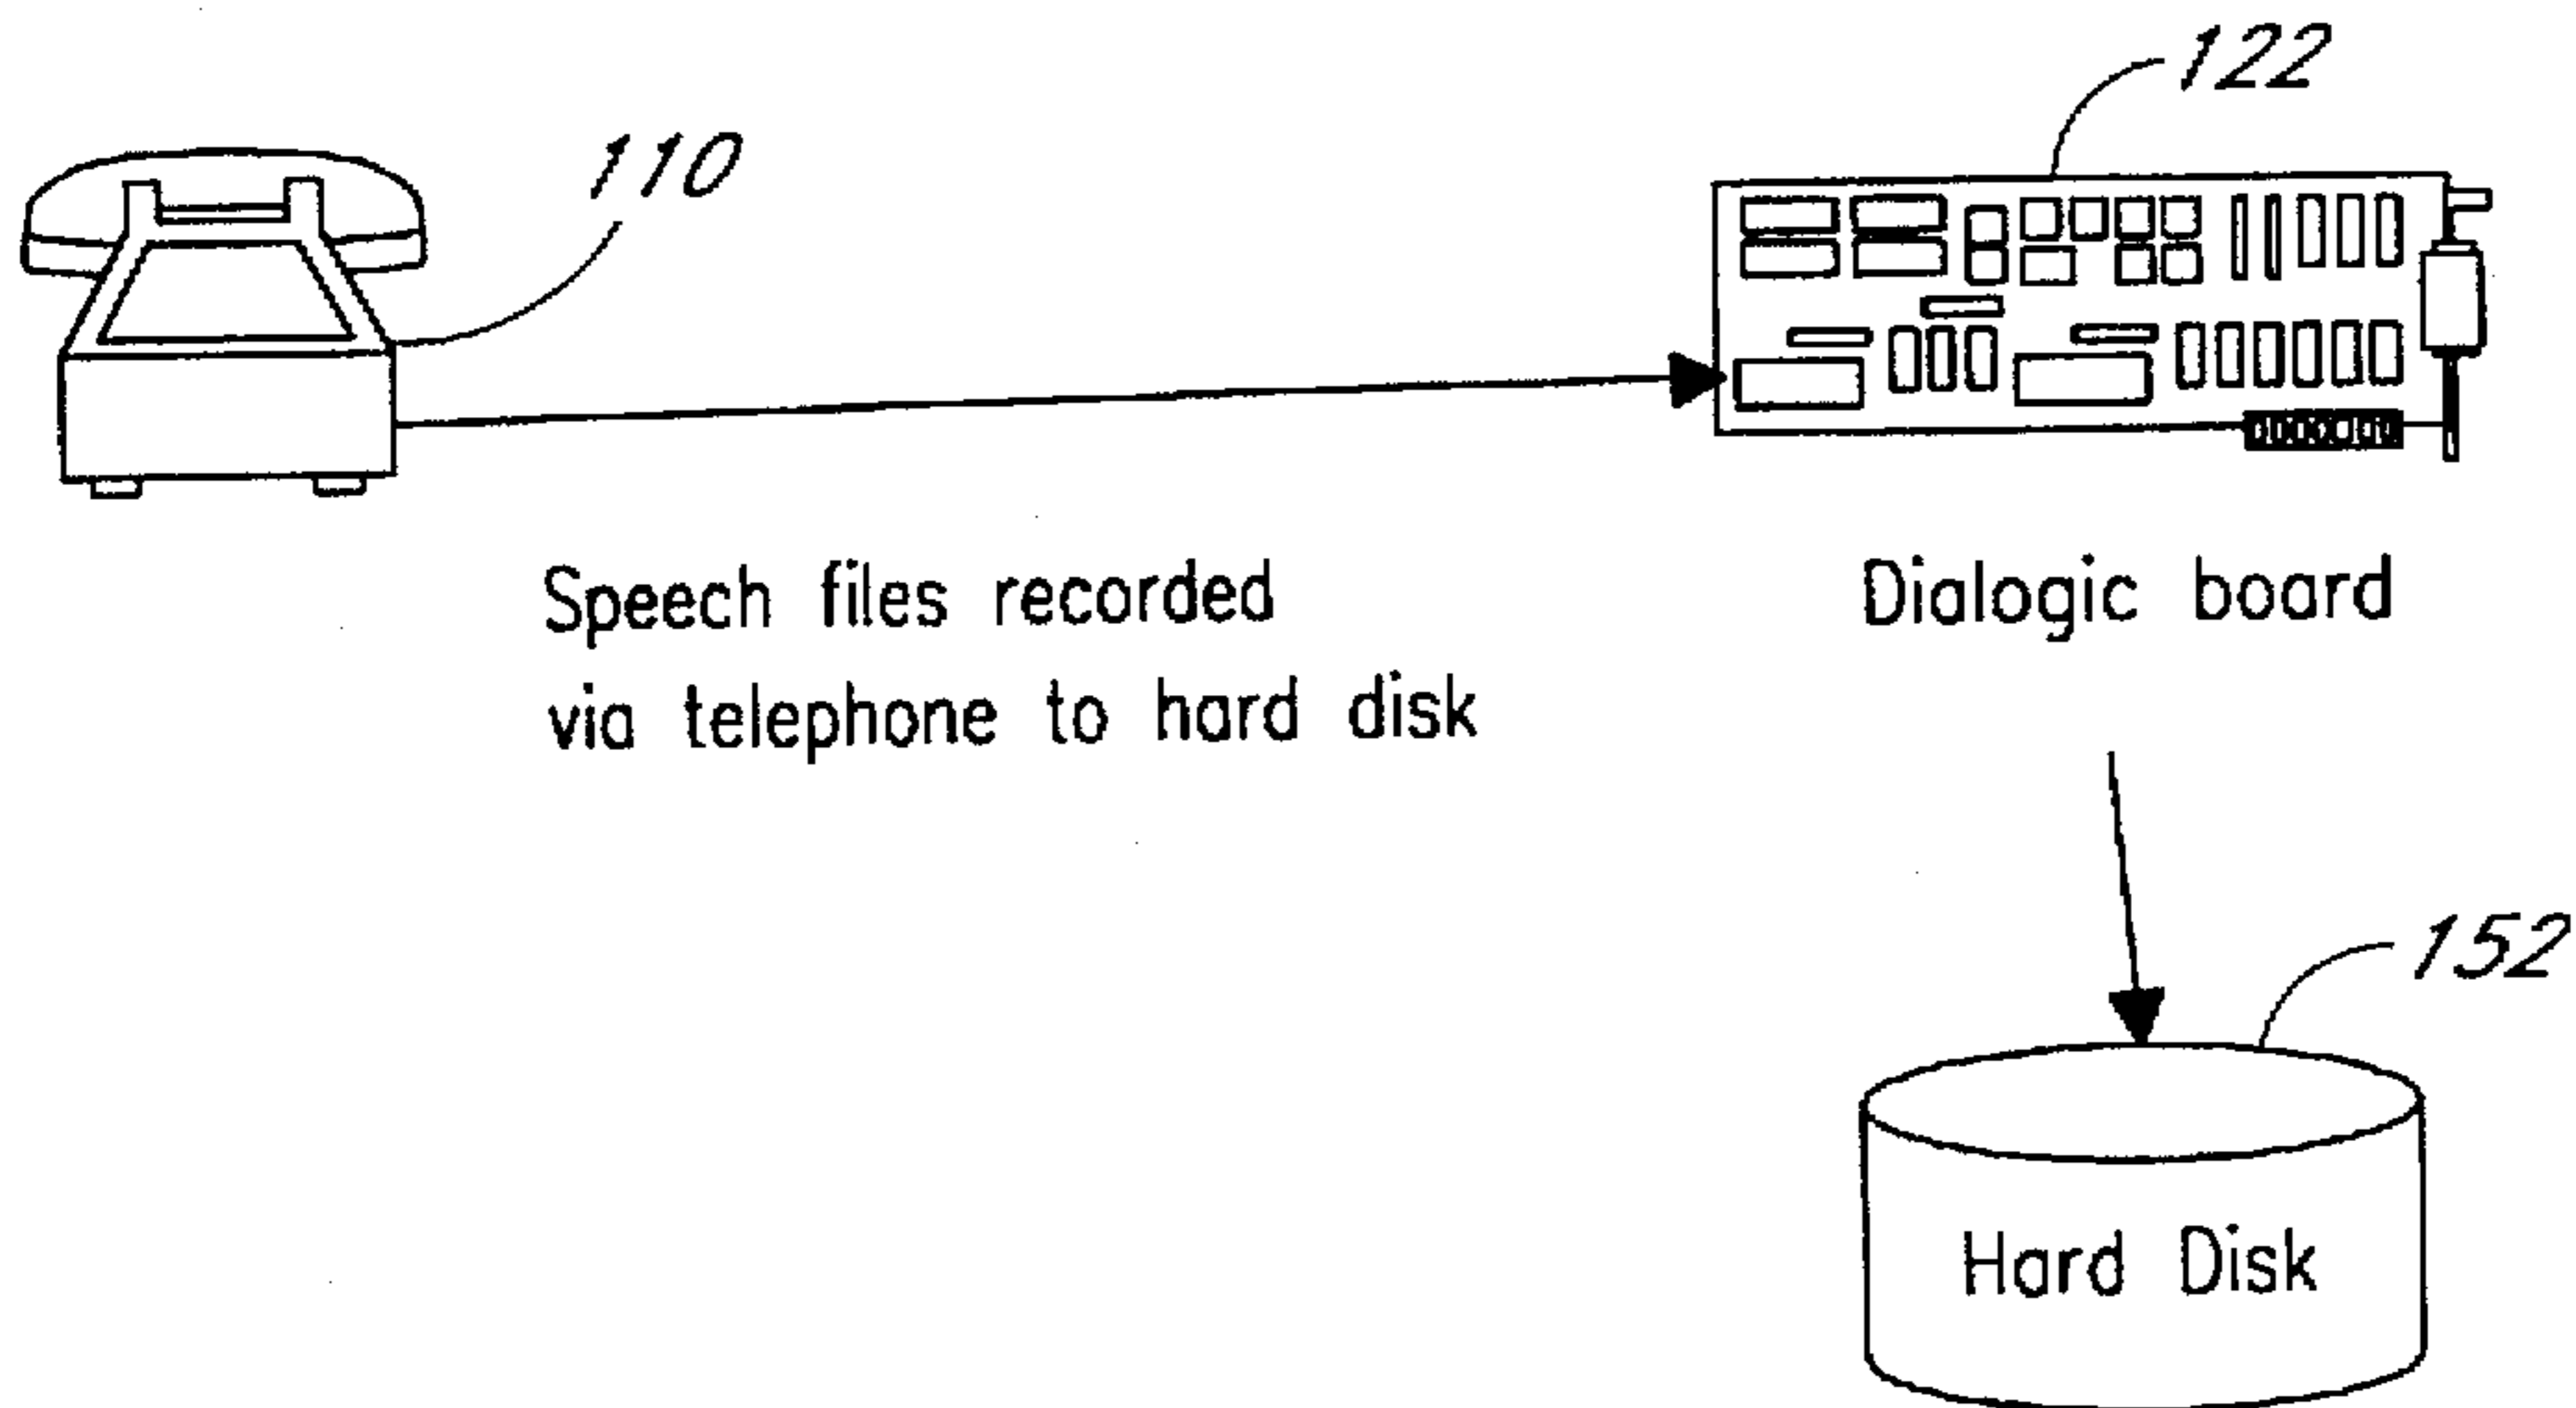 122
110
Speech files recorded
via telephone to hard disk
Dialogic board
152
Hard Disk